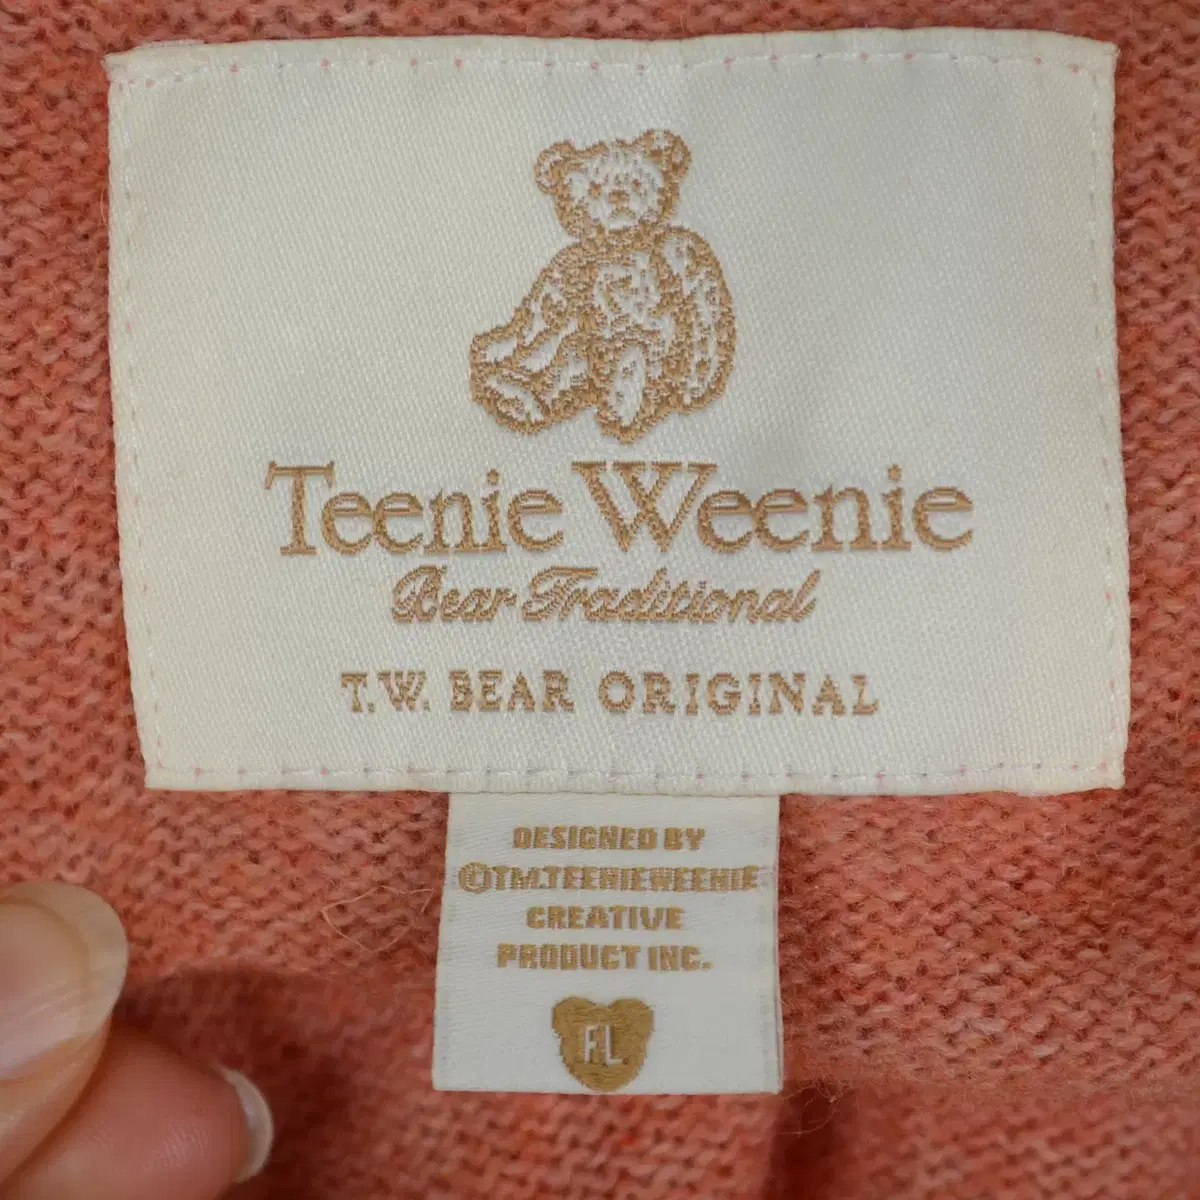 Teenie Weenie
Bear Traditional
T.W. BEAR ORIGINAL
DESIGNED BY
©TM.TEENIEWEENIE
CREATIVE
PRODUCT INC.
FL.